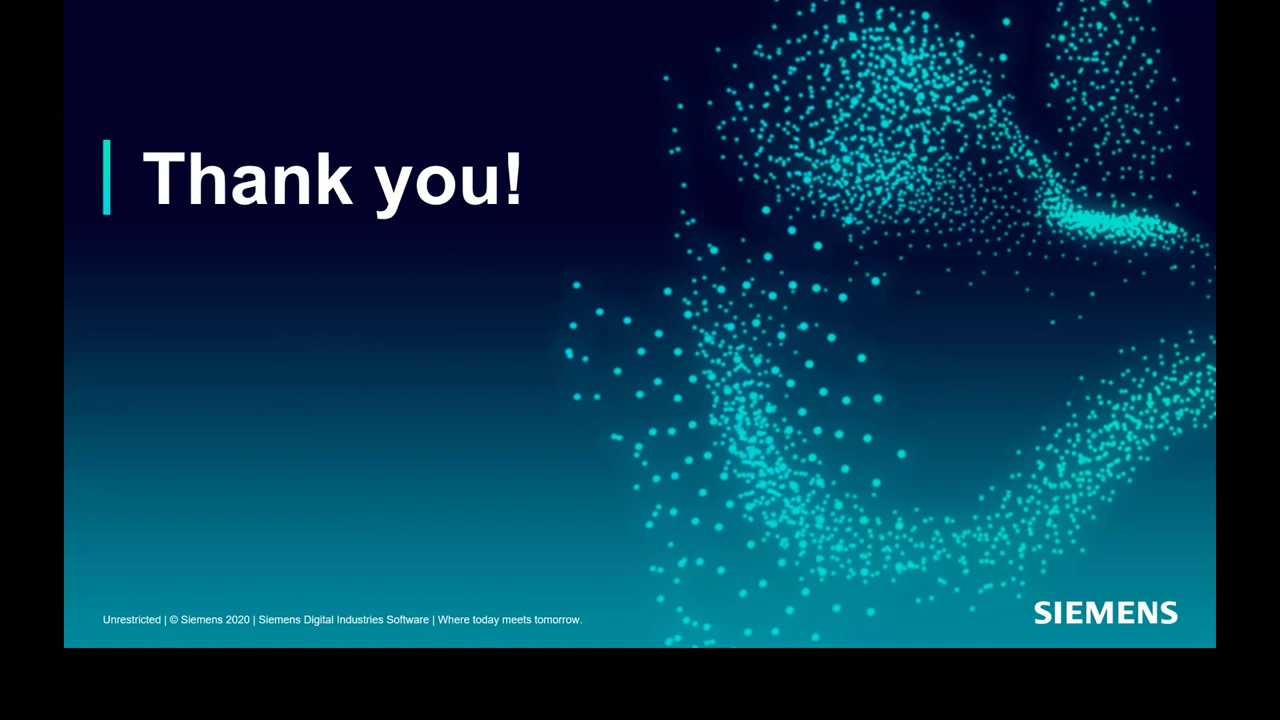 Thank you!
Unrestricted | © Siemens 2020 | Siemens Digital Industries Software | Where today meets tomorrow.
SIEMENS